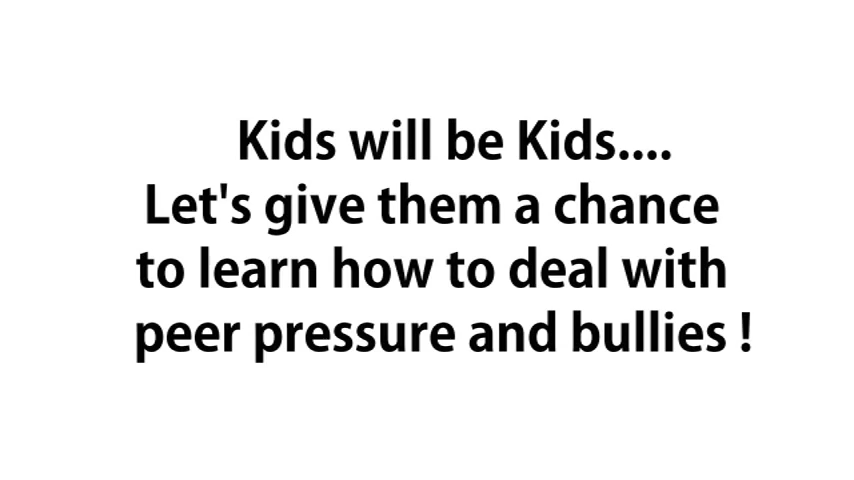 Kids will be Kids....
Let's give them a chance
to learn how to deal with
peer pressure and bullies !